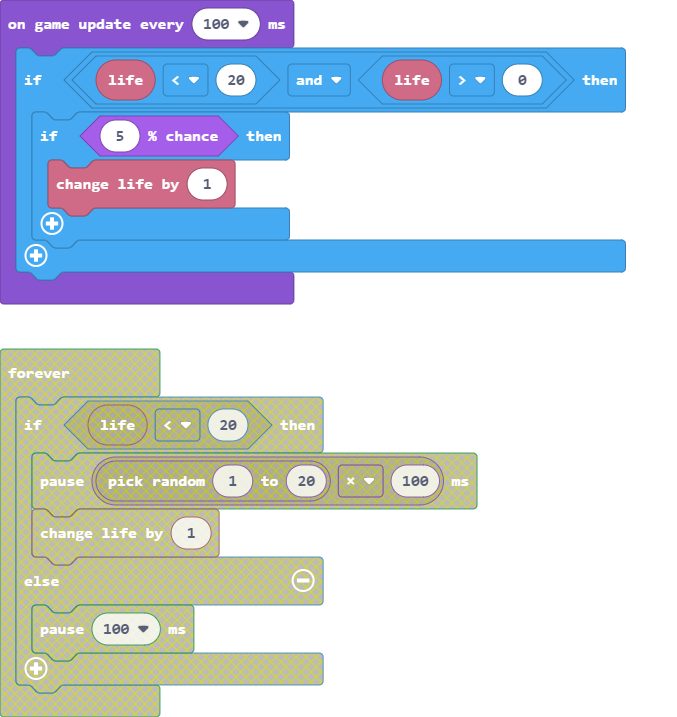 on game update every 100 ms
if life < 20 and life > 0 then
if 5 % chance then
change life by 1
forever
if life < 20 then
pause pick random 1 to 20 × 100 ms
change life by 1
else
pause 100 ms